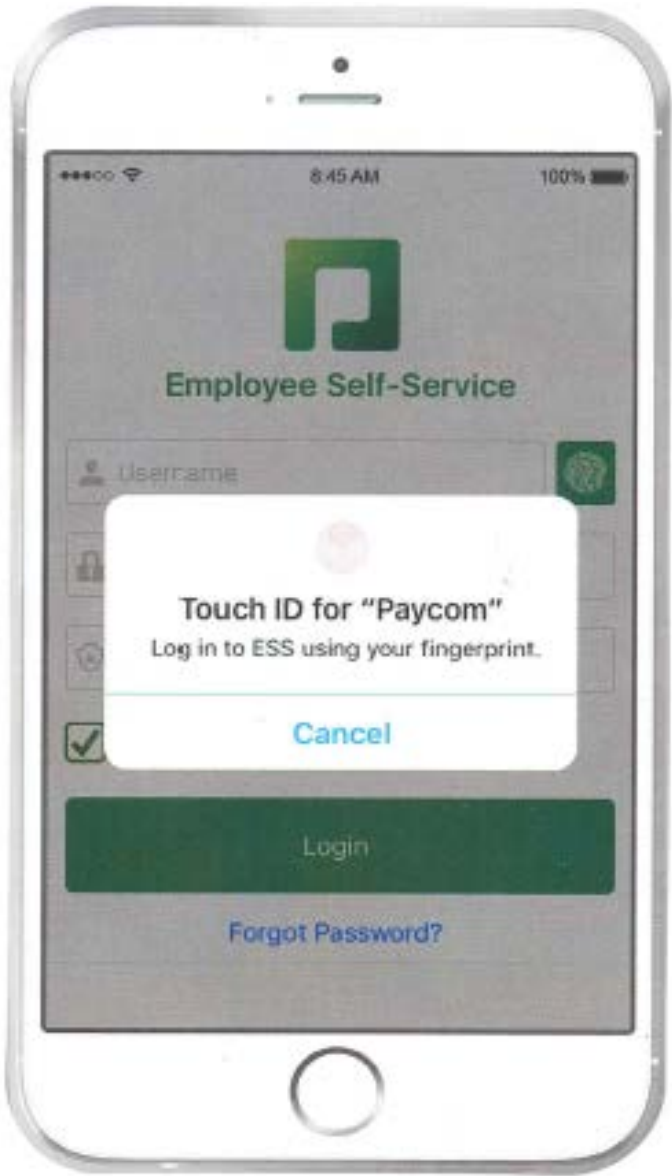 8:45 AM
100%
Employee Self-Service
Username
Touch ID for “Paycom”
Log in to ESS using your fingerprint.
Cancel
Login
Forgot Password?